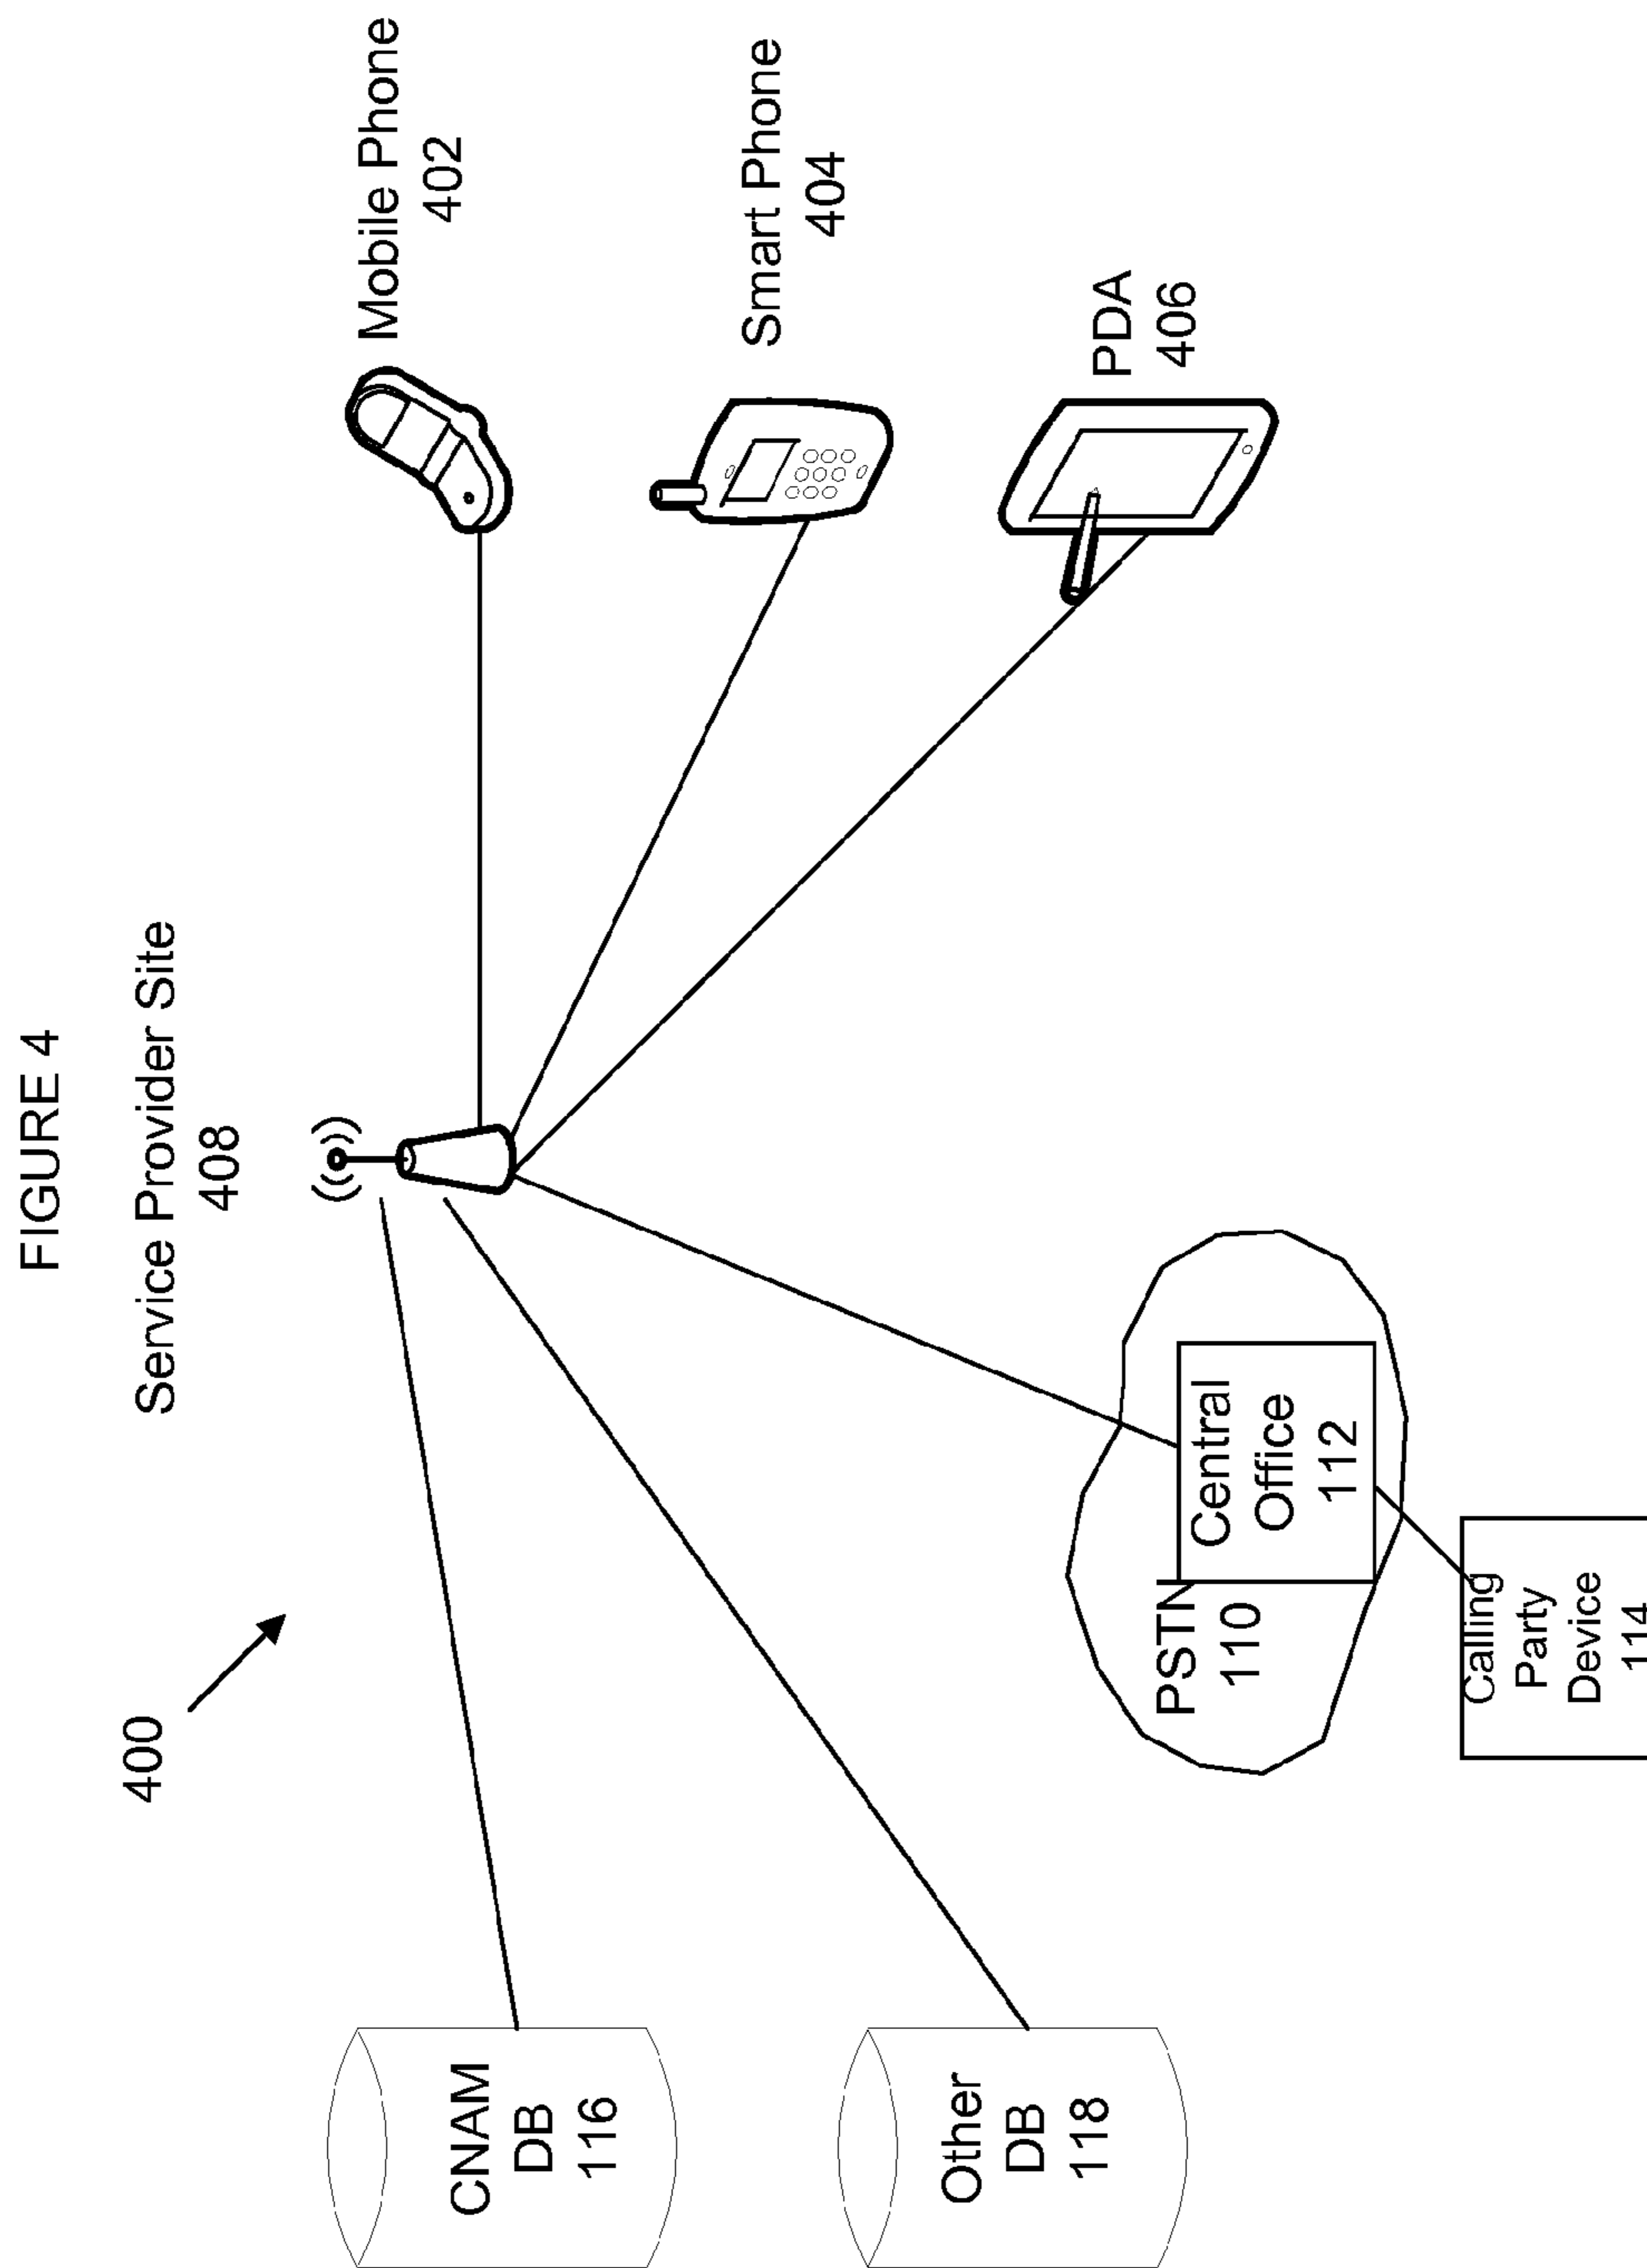 FIGURE 4
400
Service Provider Site
408
CNAM
DB
116
Other
DB
118
PSTN
110
Central
Office
112
Calling
Party
Device
114
Mobile Phone
402
Smart Phone
404
PDA
406